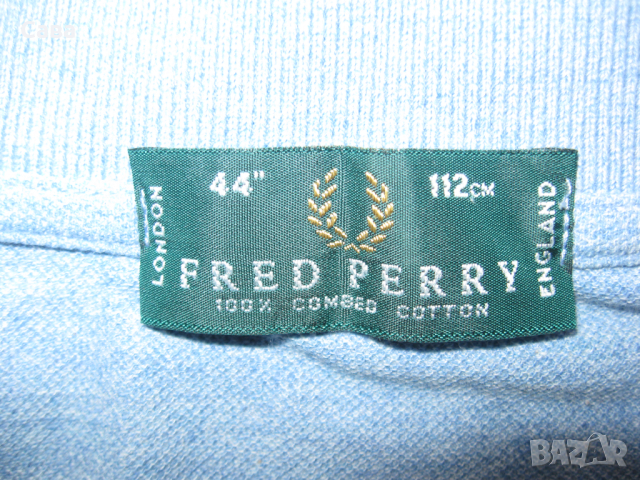 44" 112CM
LONDON
FRED PERRY
ENGLAND
100% COMBED COTTON
BAZAR